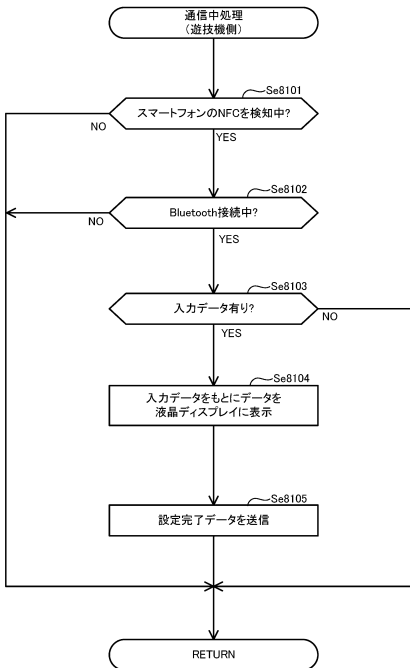 通信中処理
(遊技機側)
Se8101
スマートフォンのNFCを検知中?
NO
YES
Se8102
Bluetooth接続中?
NO
YES
Se8103
入力データ有り?
NO
YES
Se8104
入力データをもとにデータを
液晶ディスプレイに表示
Se8105
設定完了データを送信
RETURN